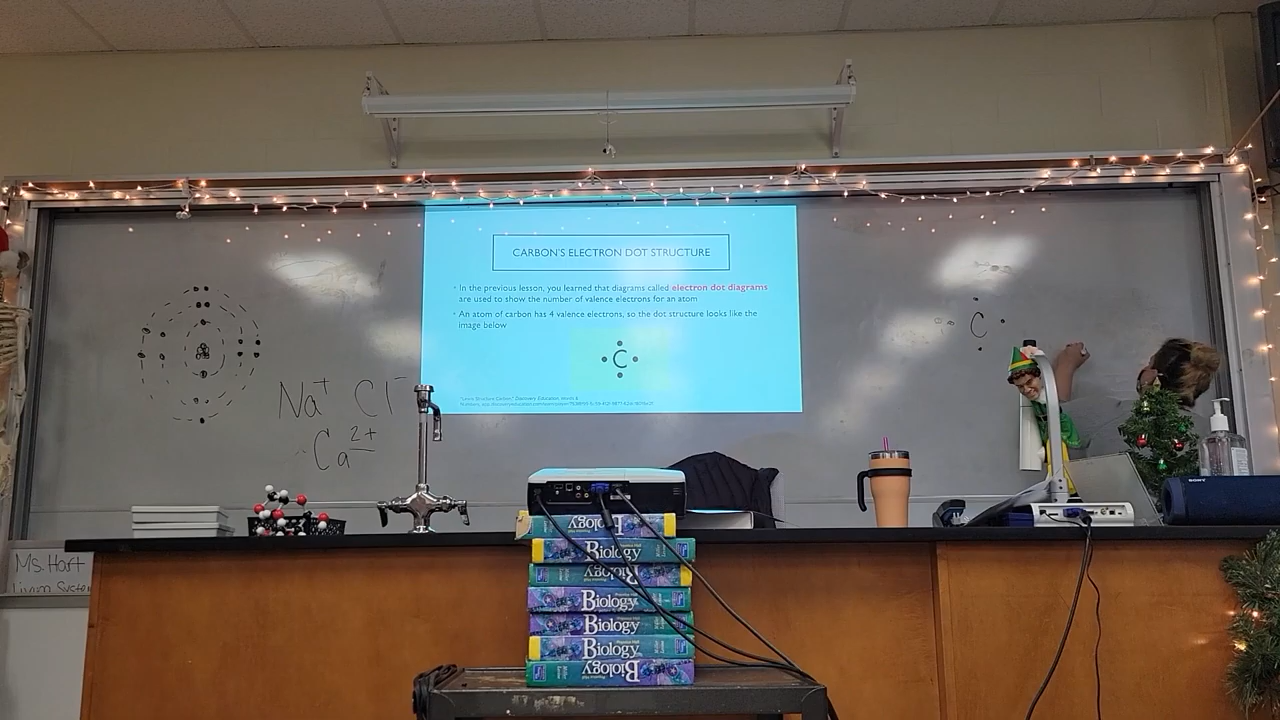 CARBON'S ELECTRON DOT STRUCTURE
• In the previous lesson, you learned that diagrams called electron dot diagrams
are used to show the number of valence electrons for an atom
• An atom of carbon has 4 valence electrons, so the dot structure looks like the
image below
C
Na⁺ Cl⁻
Ca²⁺
C
SONY
Ms. Hart
Biology
Biology
Biology
Biology
Biology
Biology
Biology